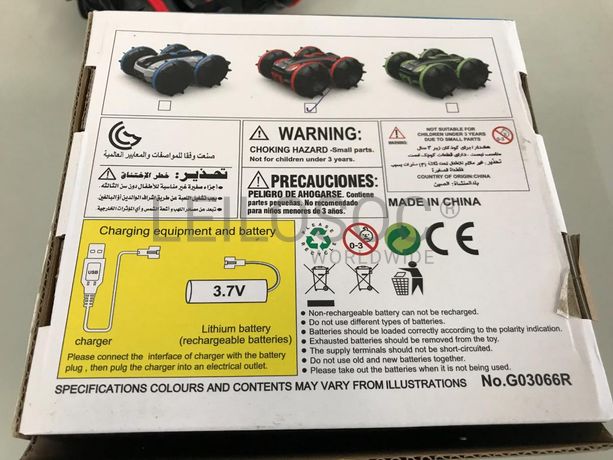 صنعت وفقا للمواصفات والمعايير العالمية
تحذير: خطر الإختناق
WARNING:
CHOKING HAZARD -Small parts.
Not for children under 3 years.
NOT SUITABLE FOR
CHILDREN UNDER 3 YEARS
DUE TO SMALL PARTS
COUNTRY OF ORIGIN:CHINA
¡PRECAUCIONES:
PELIGRO DE AHOGARSE. Contiene
partes pequeñas. No recomendado
para niños menores de 3 años.
MADE IN CHINA
LEILOSOC®
WORLDWIDE
0-3
CE
Charging equipment and battery
USB
3.7V
charger
Lithium battery
(rechargeable batteries)
Please connect the interface of charger with the battery
plug , then pulg the charger into an electrical outlet.
● Non-rechargeable battery can not be recharged.
● Do not use different types of battery.
● Batteries should be loaded correctly according to the polarity indication.
● Exhausted batteries should be removed from the toy.
● The supply terminals should not be short-circuited.
● Do not use old and new batteries together.
● Please take out the batteries when it is not being used.
SPECIFICATIONS COLOURS AND CONTENTS MAY VARY FROM ILLUSTRATIONS
No.G03066R